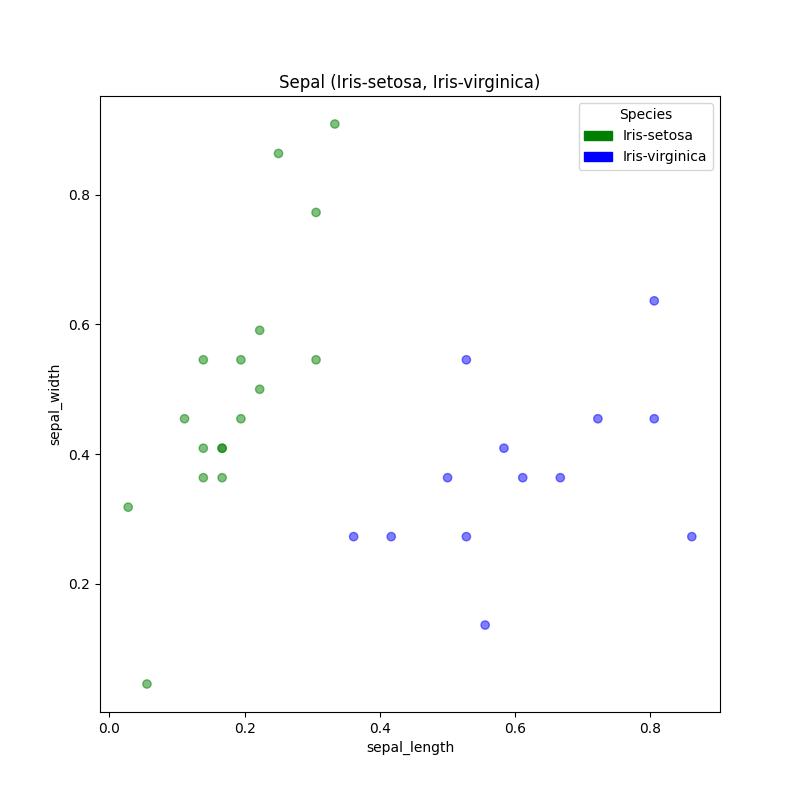 Sepal (Iris-setosa, Iris-virginica)
Species
Iris-setosa
Iris-virginica
sepal_width
0.8
0.6
0.4
0.2
0.0 0.2 0.4 0.6 0.8
sepal_length